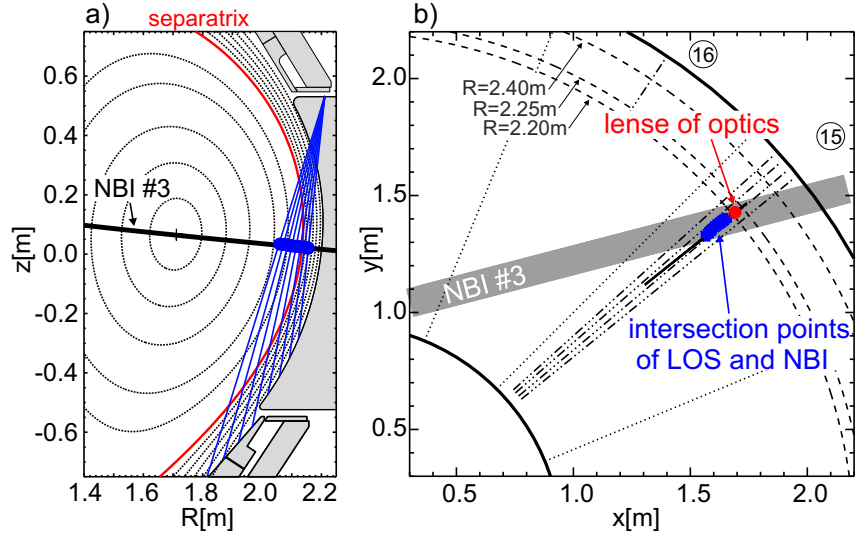 a)
separatrix
0.6
0.4
0.2
0.0
-0.2
-0.4
-0.6
z[m]
NBI #3
1.4
1.6
1.8
2.0
2.2
R[m]
b)
2.0
1.5
1.0
0.5
y[m]
R=2.40m
R=2.25m
R=2.20m
16
15
lense of optics
NBI #3
intersection points
of LOS and NBI
0.5
1.0
1.5
2.0
x[m]